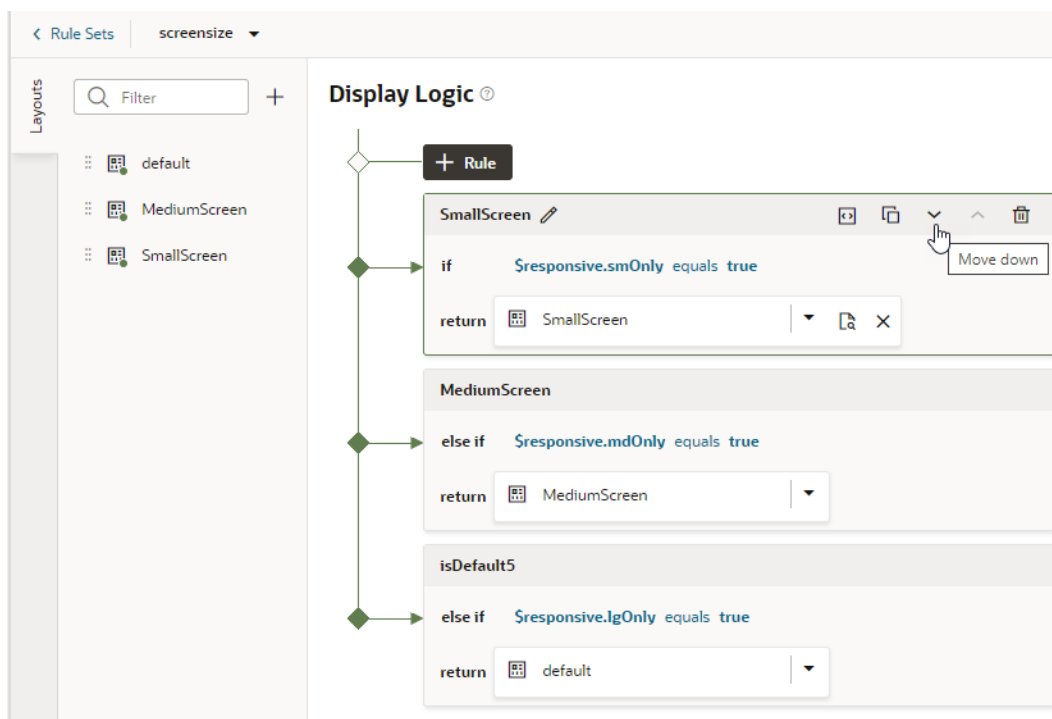 Rule Sets screensize
Layouts
Filter
default
MediumScreen
SmallScreen
Display Logic
Rule
SmallScreen
Move down
if $responsive.smOnly equals true
return SmallScreen
MediumScreen
else if $responsive.mdOnly equals true
return MediumScreen
isDefault5
else if $responsive.lgOnly equals true
return default